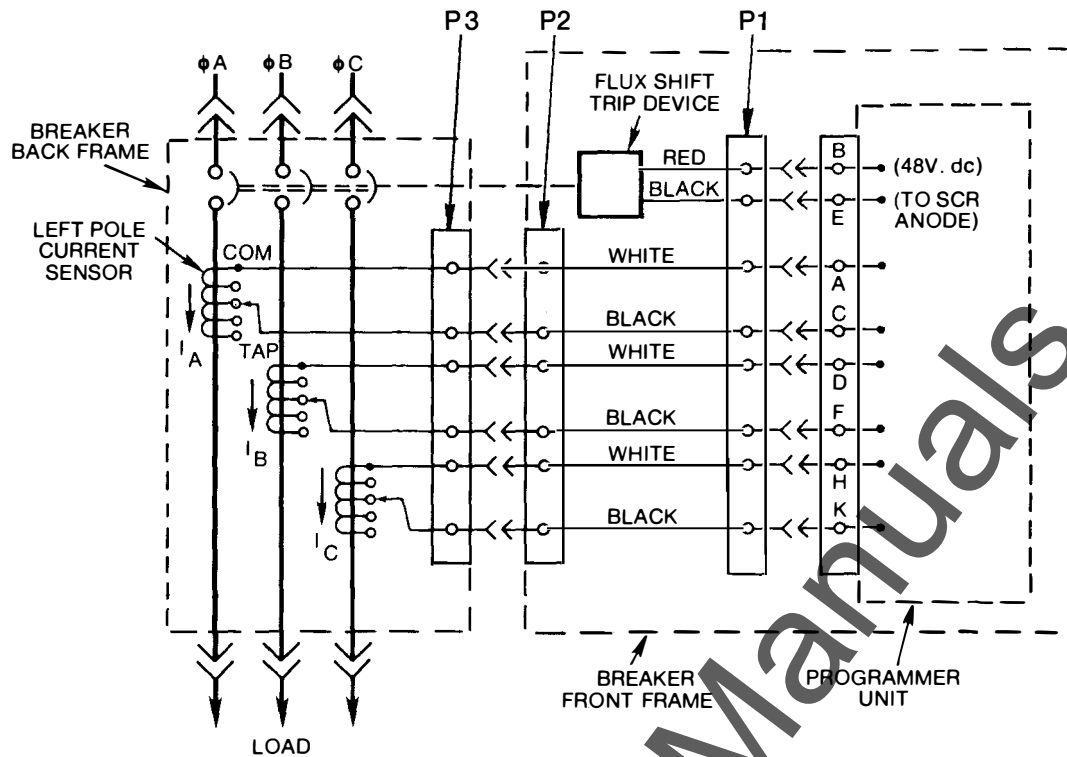 P3 P2 P1
φA φB φC
FLUX SHIFT
TRIP DEVICE
BREAKER
BACK FRAME
RED
B
(48V. dc)
BLACK
E
(TO SCR
ANODE)
LEFT POLE
CURRENT
SENSOR
COM
WHITE
A
I A
TAP
BLACK
C
WHITE
D
I B
BLACK
F
WHITE
H
I C
BLACK
K
BREAKER
FRONT FRAME
PROGRAMMER
UNIT
LOAD
Manuals